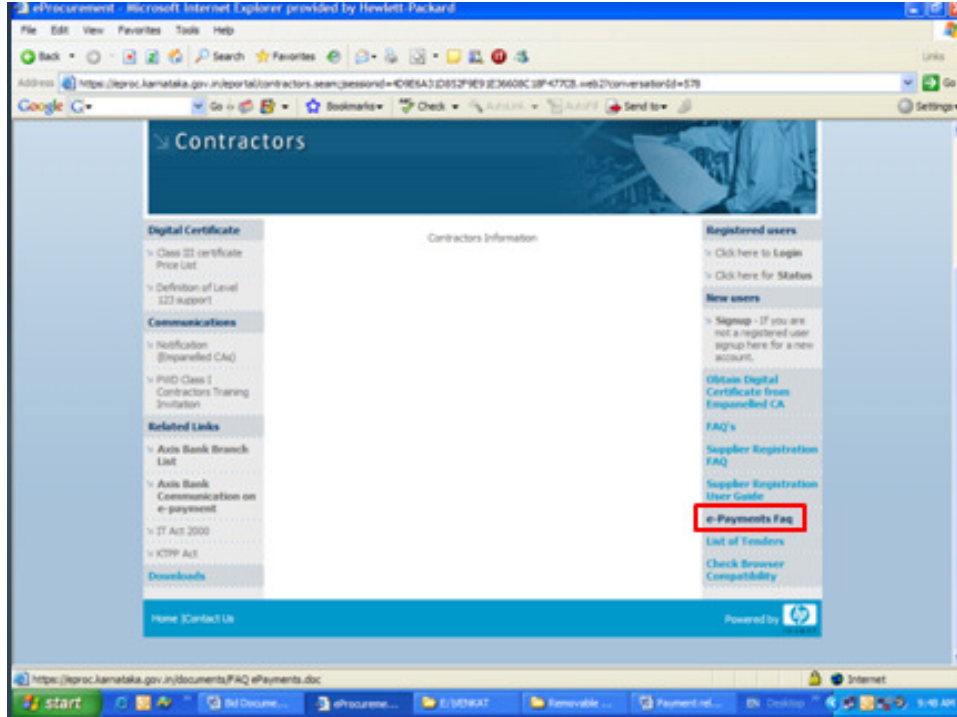 eProcurement - Microsoft Internet Explorer provided by Hewlett-Packard
File Edit View Favorites Tools Help
Back Search Favorites
Links
Address Go
Google G Go Bookmarks Check AutoLink AutoFill Send to Settings
Contractors
Digital Certificate
Class III certificate
Price List
Definition of Level
123 support
Communications
Notification
(Empanelled CAs)
PWD Class I
Contractors Training
Invitation
Related Links
Axis Bank Branch
List
Axis Bank
Communication on
e-payment
IT Act 2000
KTPP Act
Downloads
Contractors Information
Registered users
Click here to Login
Click here for Status
New users
Signup - If you are
not a registered user
signup here for a new
account.
Obtain Digital
Certificate from
Empanelled CA
FAQ's
Supplier Registration
FAQ
Supplier Registration
User Guide
e-Payments Faq
List of Tenders
Check Browser
Compatibility
Home |Contact Us
Powered by hp
https://eproc.karnataka.gov.in/documents/FAQ ePayments.doc
Internet
start Bid Docume... eProcureme... E:\VENKAT Removable ... Payment rel... EN Desktop 9:48 AM